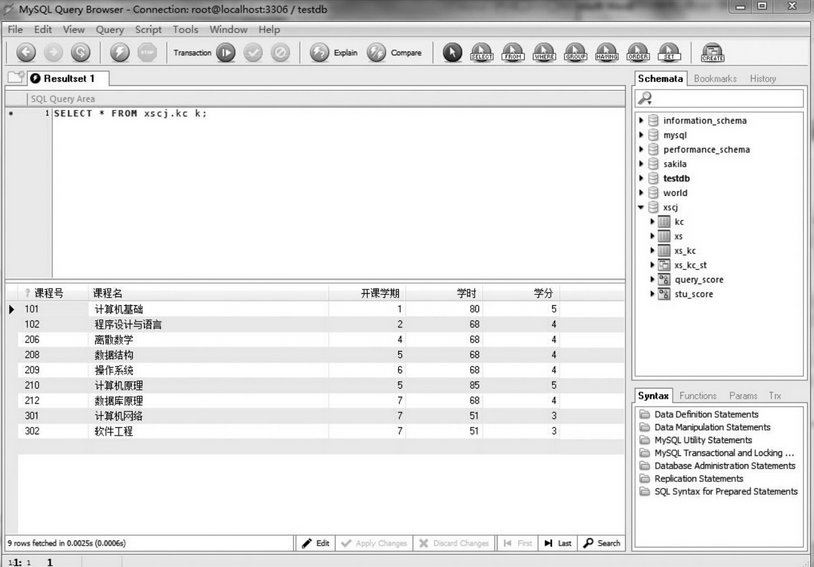 MySQL Query Browser - Connection: root@localhost:3306 / testdb
File Edit View Query Script Tools Window Help
Transaction Explain Compare SELECT FROM WHERE GROUP HAVING ORDER SET CREATE
Resultset 1
SQL Query Area
1 SELECT * FROM xscj.kc k;
课程号 课程名 开课学期 学时 学分
101 计算机基础 1 80 5
102 程序设计与语言 2 68 4
206 离散数学 4 68 4
208 数据结构 5 68 4
209 操作系统 6 68 4
210 计算机原理 5 85 5
212 数据库原理 7 68 4
301 计算机网络 7 51 3
302 软件工程 7 51 3
9 rows fetched in 0.0025s (0.0006s) Edit Apply Changes Discard Changes First Last Search
1: 1 1
Schemata Bookmarks History
information_schema
mysql
performance_schema
sakila
testdb
world
xscj
kc
xs
xs_kc
xs_kc_st
query_score
stu_score
Syntax Functions Params Trx
Data Definition Statements
Data Manipulation Statements
MySQL Utility Statements
MySQL Transactional and Locking ...
Database Administration Statements
Replication Statements
SQL Syntax for Prepared Statements